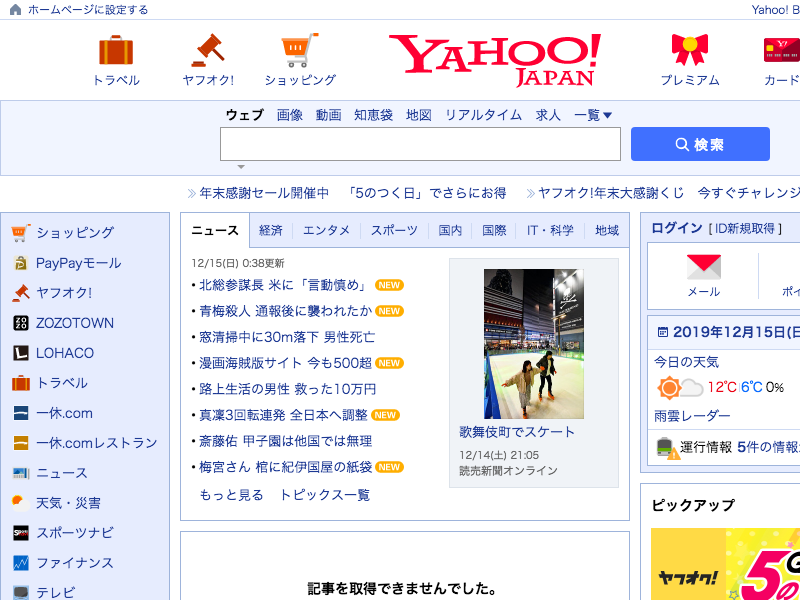 ホームページに設定する
Yahoo! B
トラベル
ヤフオク!
ショッピング
YAHOO!
JAPAN
プレミアム
カード
ウェブ 画像 動画 知恵袋 地図 リアルタイム 求人 一覧
検索
年末感謝セール開催中 「5のつく日」でさらにお得
ヤフオク!年末大感謝くじ 今すぐチャレンジ
ショッピング
PayPayモール
ヤフオク!
ZOZOTOWN
LOHACO
トラベル
一休.com
一休.comレストラン
ニュース
天気・災害
スポーツナビ
ファイナンス
テレビ
ニュース 経済 エンタメ スポーツ 国内 国際 IT・科学 地域
12/15(日) 0:38更新
・北総参謀長 米に「言動慎め」 NEW
・青梅殺人 通報後に襲われたか NEW
・窓清掃中に30m落下 男性死亡
・漫画海賊版サイト 今も500超 NEW
・路上生活の男性 救った10万円
・真凜3回転連発 全日本へ調整 NEW
・斎藤佑 甲子園は他国では無理
・梅宮さん 棺に紀伊国屋の紙袋 NEW
もっと見る トピックス一覧
歌舞伎町でスケート
12/14(土) 21:05
読売新聞オンライン
記事を取得できませんでした。
ログイン [ ID新規取得 ]
メール
ポイ
2019年12月15日(日
今日の天気
12℃ 6℃ 0%
雨雲レーダー
運行情報 5件の情報
ピックアップ
ヤフオク!
5の